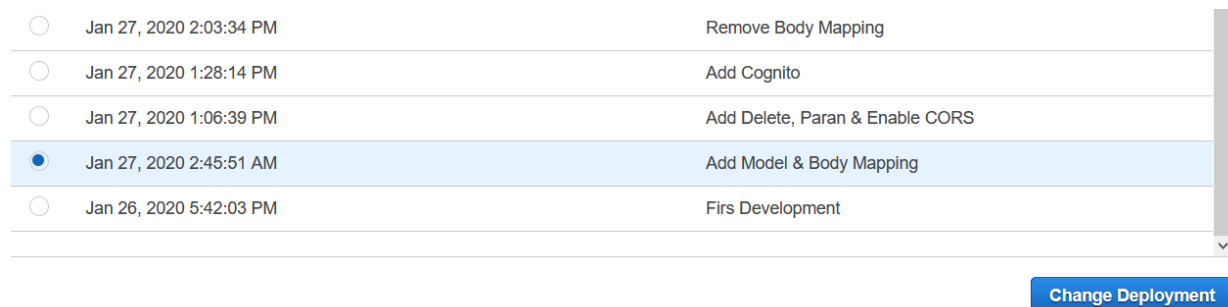 Jan 27, 2020 2:03:34 PM Remove Body Mapping
Jan 27, 2020 1:28:14 PM Add Cognito
Jan 27, 2020 1:06:39 PM Add Delete, Paran & Enable CORS
Jan 27, 2020 2:45:51 AM Add Model & Body Mapping
Jan 26, 2020 5:42:03 PM Firs Development
Change Deployment